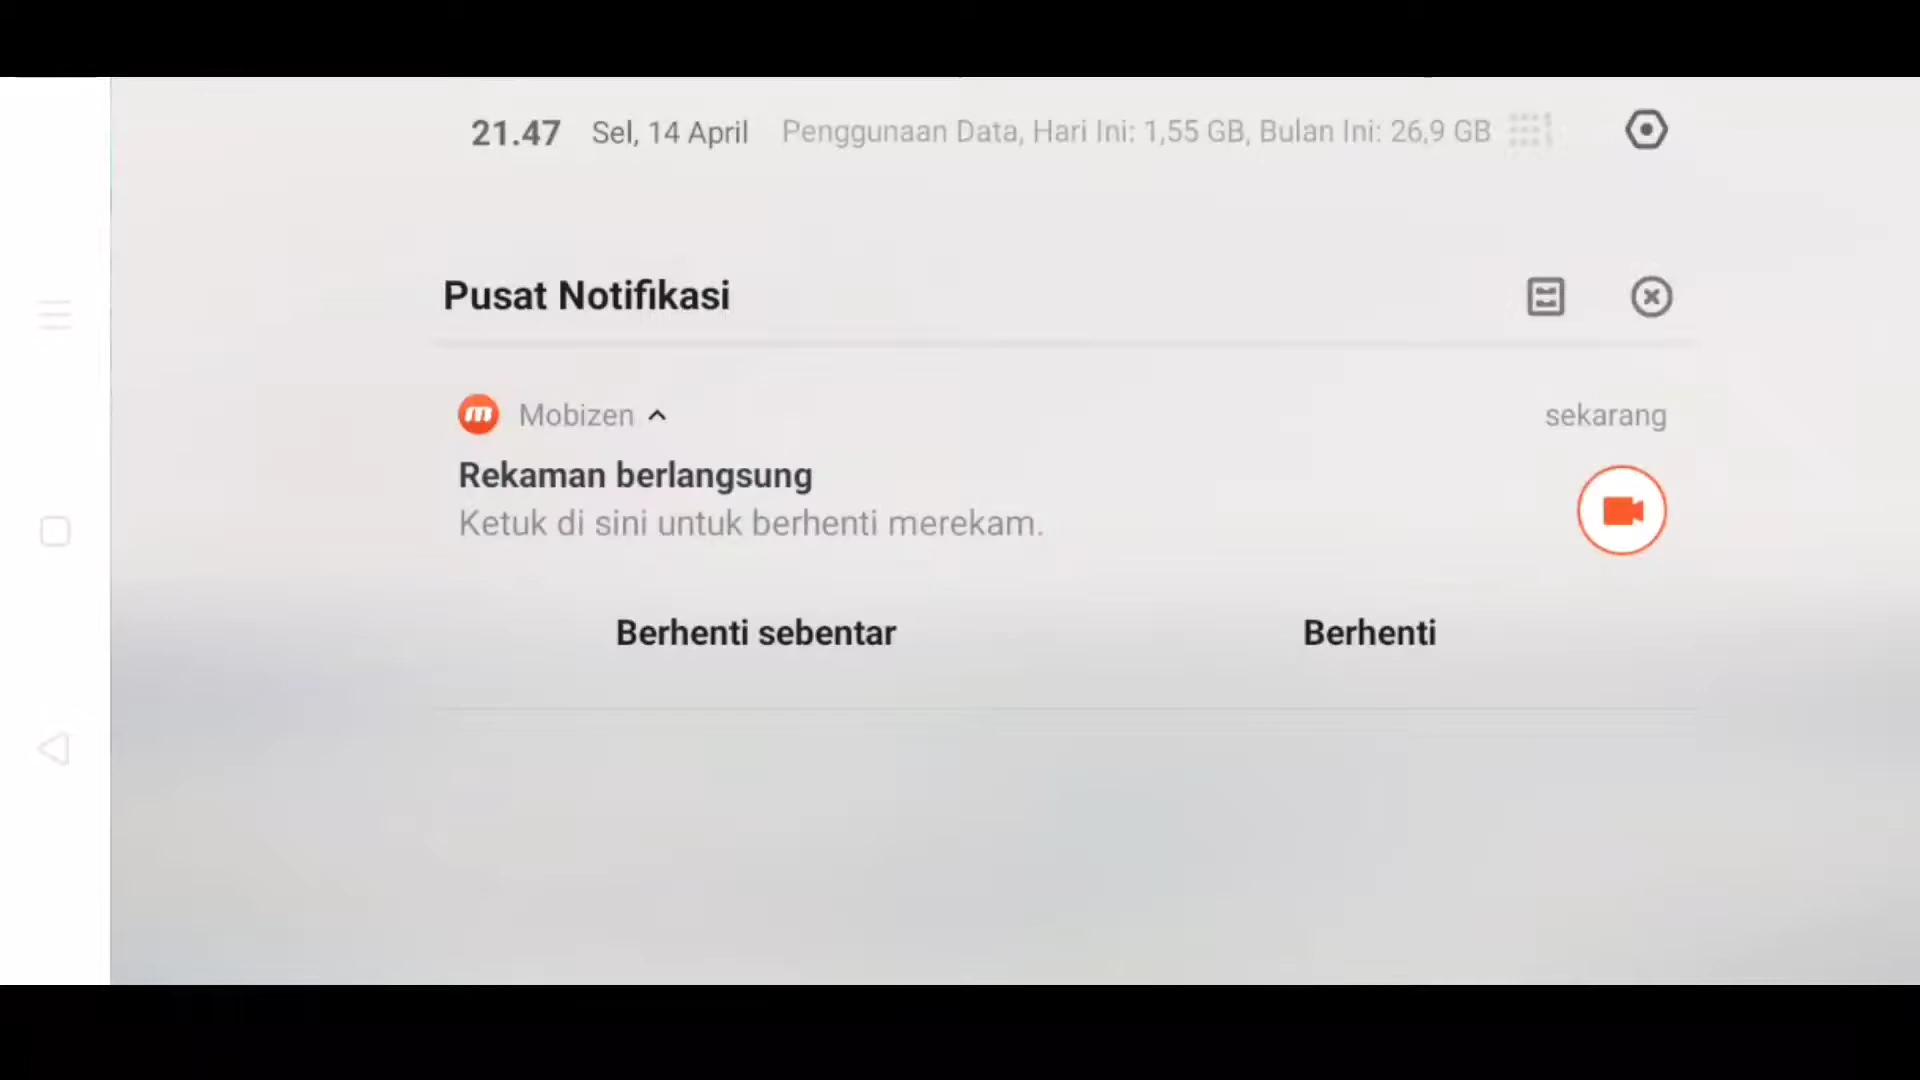 21.47 Sel, 14 April Penggunaan Data, Hari Ini: 1,55 GB, Bulan Ini: 26,9 GB
Pusat Notifikasi
Mobizen sekarang
Rekaman berlangsung
Ketuk di sini untuk berhenti merekam.
Berhenti sebentar Berhenti